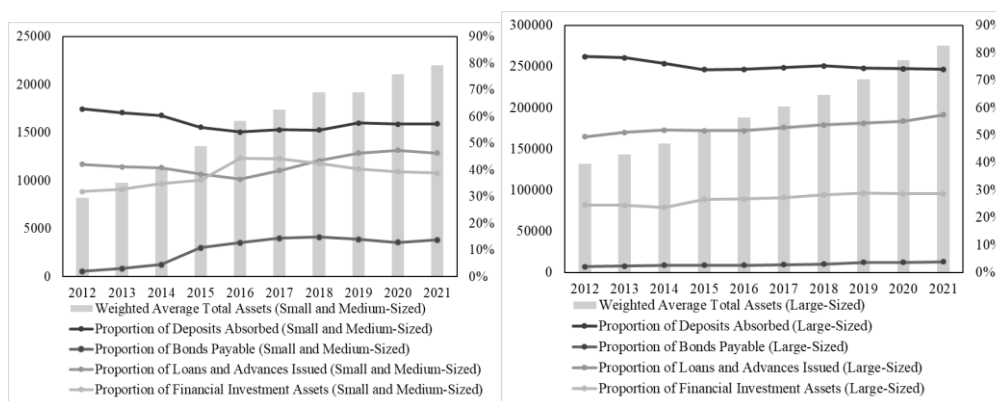 25000
20000
15000
10000
5000
0
90%
80%
70%
60%
50%
40%
30%
20%
10%
0%
2012 2013 2014 2015 2016 2017 2018 2019 2020 2021
Weighted Average Total Assets (Small and Medium-Sized)
Proportion of Deposits Absorbed (Small and Medium-Sized)
Proportion of Bonds Payable (Small and Medium-Sized)
Proportion of Loans and Advances Issued (Small and Medium-Sized)
Proportion of Financial Investment Assets (Small and Medium-Sized)
300000
250000
200000
150000
100000
50000
0
90%
80%
70%
60%
50%
40%
30%
20%
10%
0%
2012 2013 2014 2015 2016 2017 2018 2019 2020 2021
Weighted Average Total Assets (Large-Sized)
Proportion of Deposits Absorbed (Large-Sized)
Proportion of Bonds Payable (Large-Sized)
Proportion of Loans and Advances Issued (Large-Sized)
Proportion of Financial Investment Assets (Large-Sized)